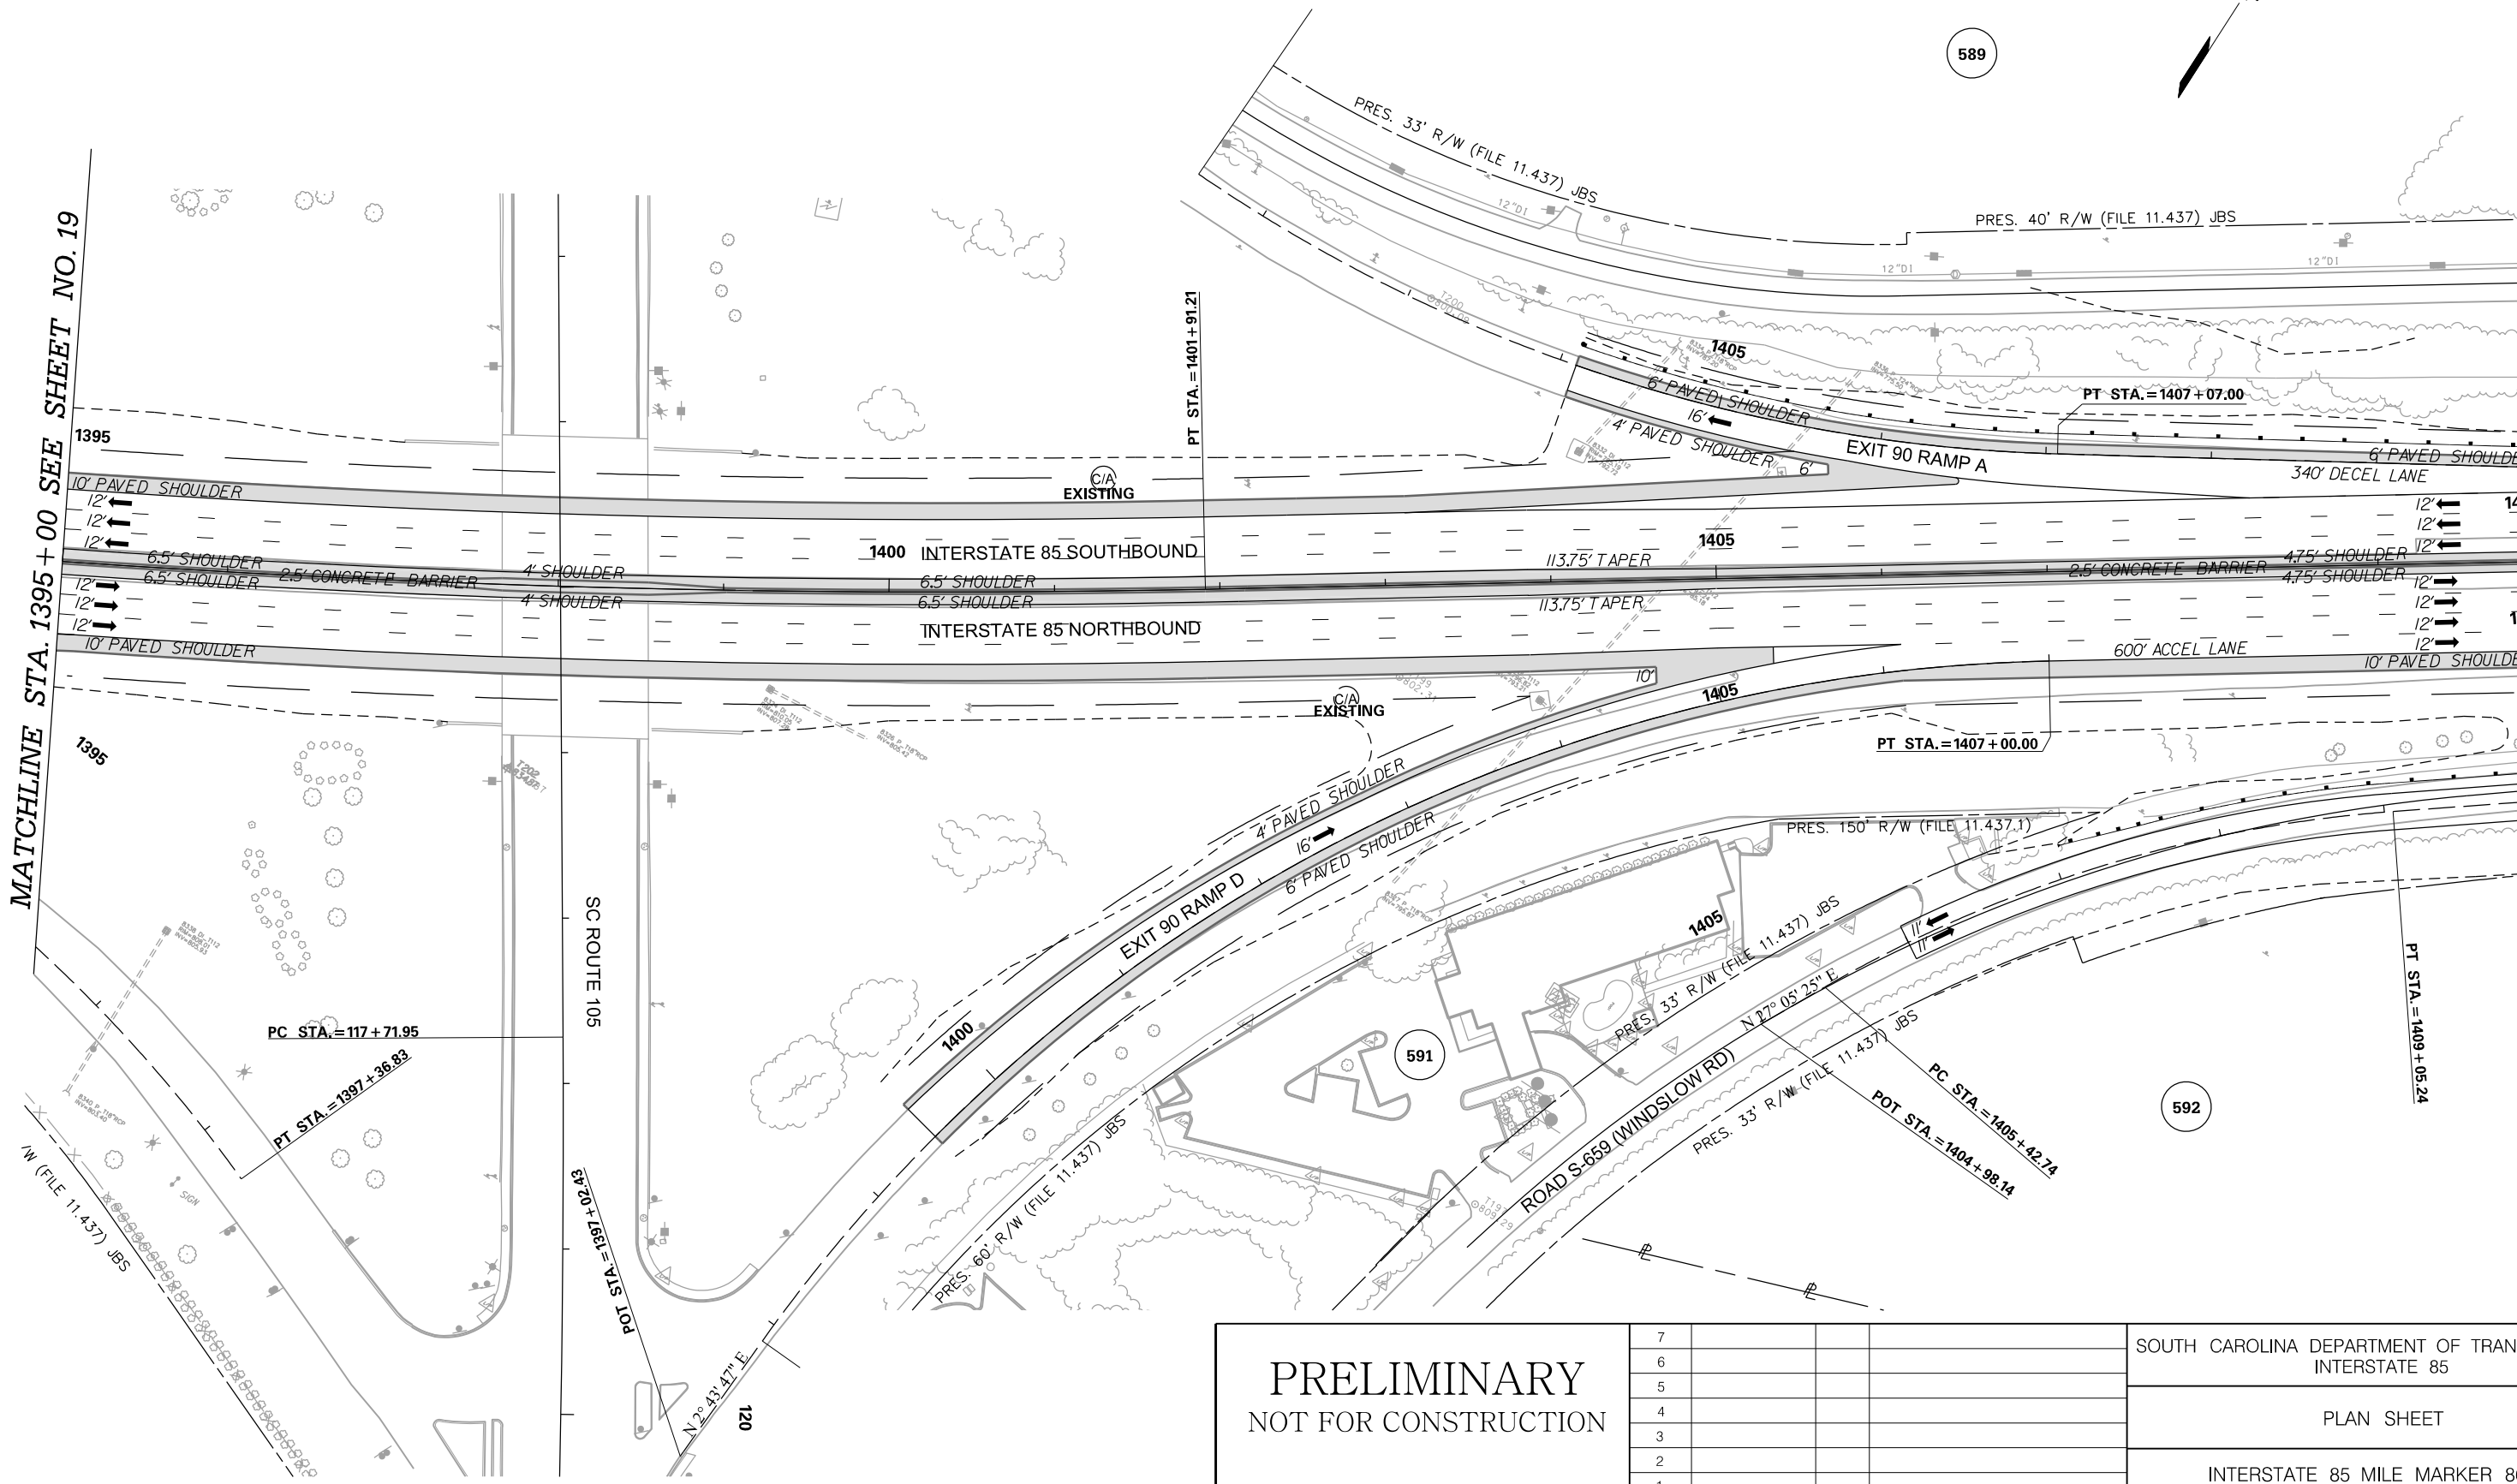 MATCHLINE STA. 1395+00 SEE SHEET NO. 19
589
PRES. 33' R/W (FILE 11.437) JBS
PRES. 40' R/W (FILE 11.437) JBS
12"DI
12"DI
12"DI
PT STA.=1401+91.21
1405
6' PAVED SHOULDER
16'
4' PAVED SHOULDER
6'
EXIT 90 RAMP A
PT STA.=1407+07.00
6' PAVED SHOULDE
340' DECEL LANE
1395
10' PAVED SHOULDER
12'
12'
12'
C/A
EXISTING
6.5' SHOULDER
6.5' SHOULDER
2.5' CONCRETE BARRIER
4' SHOULDER
4' SHOULDER
1400
INTERSTATE 85 SOUTHBOUND
6.5' SHOULDER
6.5' SHOULDER
INTERSTATE 85 NORTHBOUND
113.75' TAPER
113.75' TAPER
1405
12'
12'
12'
4.75' SHOULDER
2.5' CONCRETE BARRIER
4.75' SHOULDER
12'
12'
12'
12'
12'
12'
12'
10' PAVED SHOULDER
600' ACCEL LANE
10' PAVED SHOULDE
10'
1405
C/A
EXISTING
PT STA.=1407+00.00
1395
4' PAVED SHOULDER
16'
6' PAVED SHOULDER
EXIT 90 RAMP D
1400
PRES. 150' R/W (FILE 11.437.1)
1405
11'
11'
PRES. 33' R/W (FILE 11.437) JBS
N 27° 05' 25" E
SC ROUTE 105
PC STA.=117+71.95
PT STA.=1397+36.83
591
ROAD S-659 (WINDSLOW RD)
PRES. 33' R/W (FILE 11.437) JBS
PC STA.=1405+42.74
POT STA.=1404+98.14
PT STA.=1409+05.24
592
SIGN
/W (FILE 11.437) JBS
POT STA.=1397+02.43
N 2° 43' 47" E
120
PRES. 60' R/W (FILE 11.437) JBS
PRELIMINARY
NOT FOR CONSTRUCTION
7
6
5
4
3
2
SOUTH CAROLINA DEPARTMENT OF TRAN
INTERSTATE 85
PLAN SHEET
INTERSTATE 85 MILE MARKER 8